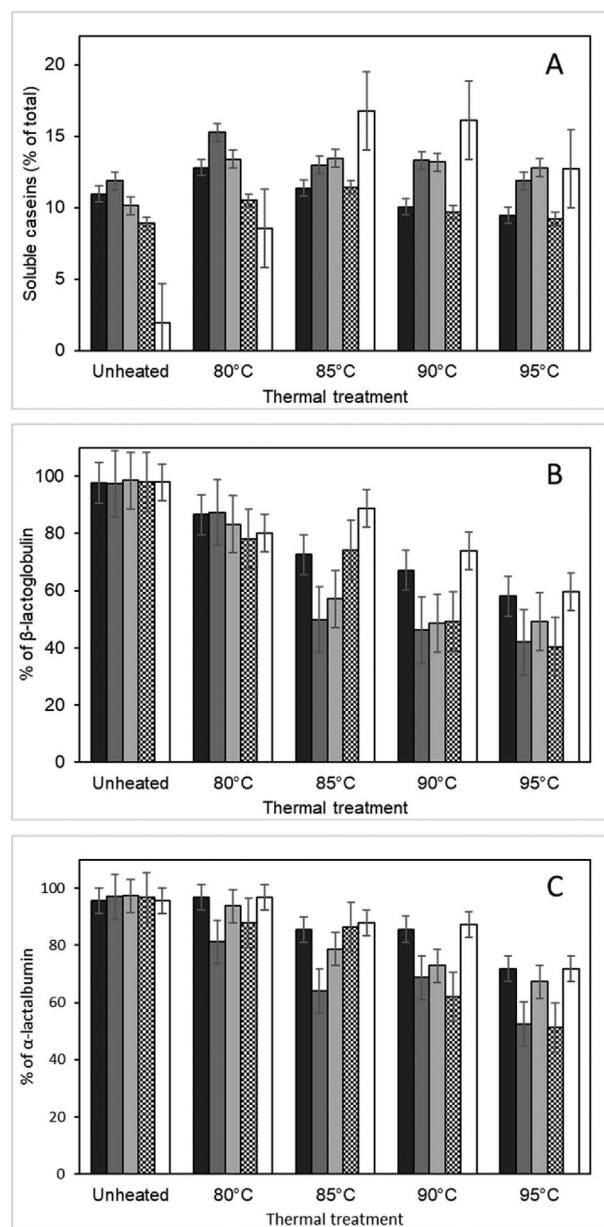 A
Soluble caseins (% of total)
20
15
10
5
0
Unheated 80°C 85°C 90°C 95°C
Thermal treatment
B
% of β-lactoglobulin
100
80
60
40
20
0
Unheated 80°C 85°C 90°C 95°C
Thermal treatment
C
% of α-lactalbumin
100
80
60
40
20
0
Unheated 80°C 85°C 90°C 95°C
Thermal treatment